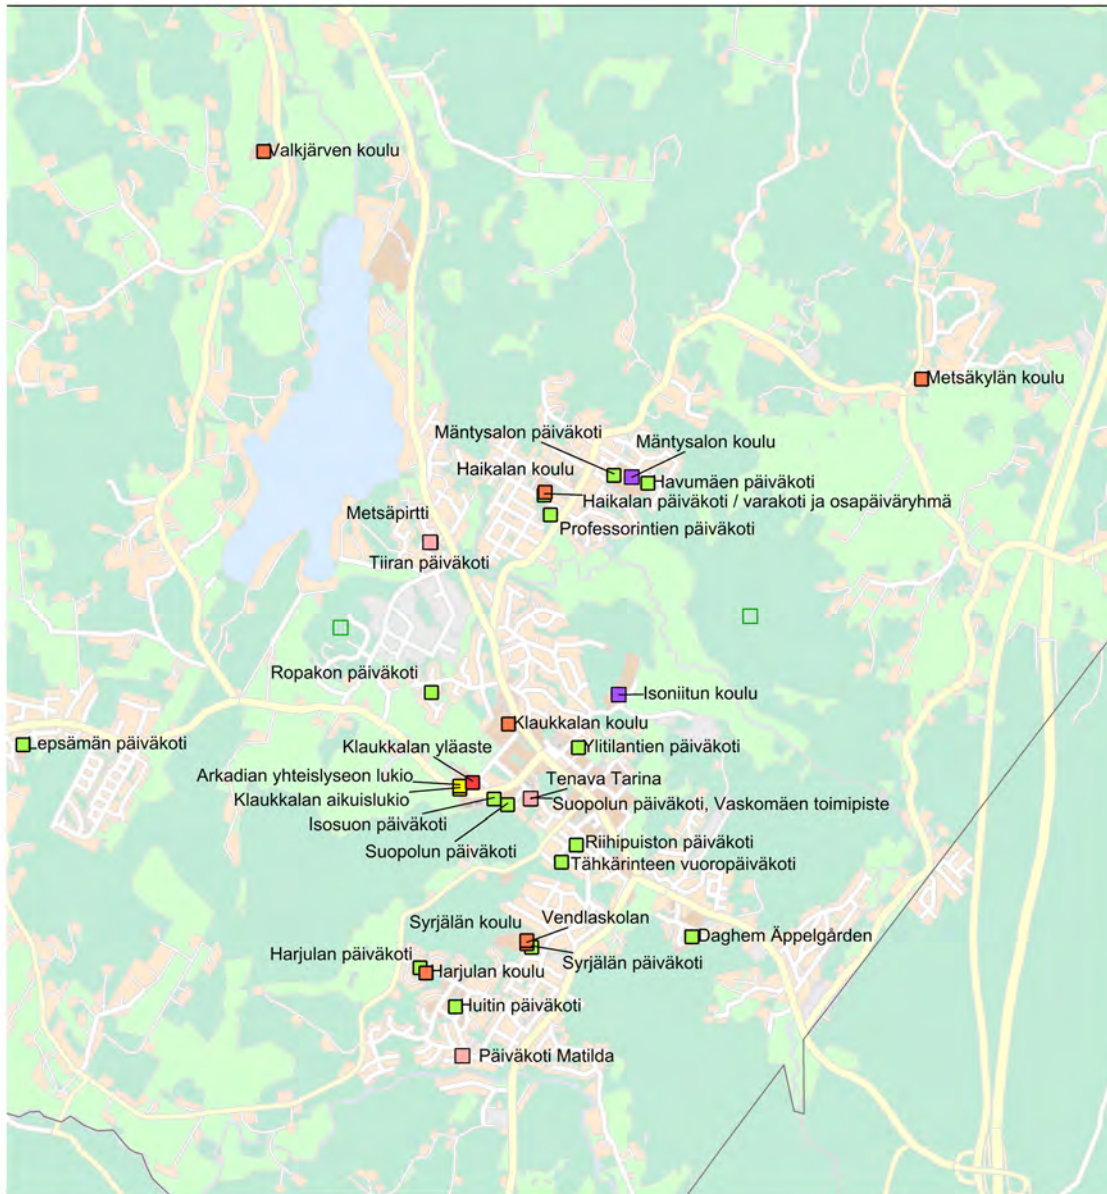 Valkjärven koulu
Metsäkylän koulu
Mäntysalon päiväkoti
Mäntysalon koulu
Haikalan koulu
Havumäen päiväkoti
Haikalan päiväkoti / varakoti ja osapäiväryhmä
Metsäpirtti
Professorintien päiväkoti
Tiiran päiväkoti
Ropakon päiväkoti
Isoniitun koulu
Klaukkalan koulu
Lepsämän päiväkoti
Klaukkalan yläaste
Ylitilantien päiväkoti
Arkadian yhteislyseon lukio
Tenava Tarina
Klaukkalan aikuislukio
Suopolun päiväkoti, Vaskomäen toimipiste
Isosuon päiväkoti
Suopolun päiväkoti
Riihipuiston päiväkoti
Tähkärinteen vuoropäiväkoti
Syrjälän koulu
Vendlaskolan
Daghem Äppelgården
Harjulan päiväkoti
Syrjälän päiväkoti
Harjulan koulu
Huitin päiväkoti
Päiväkoti Matilda